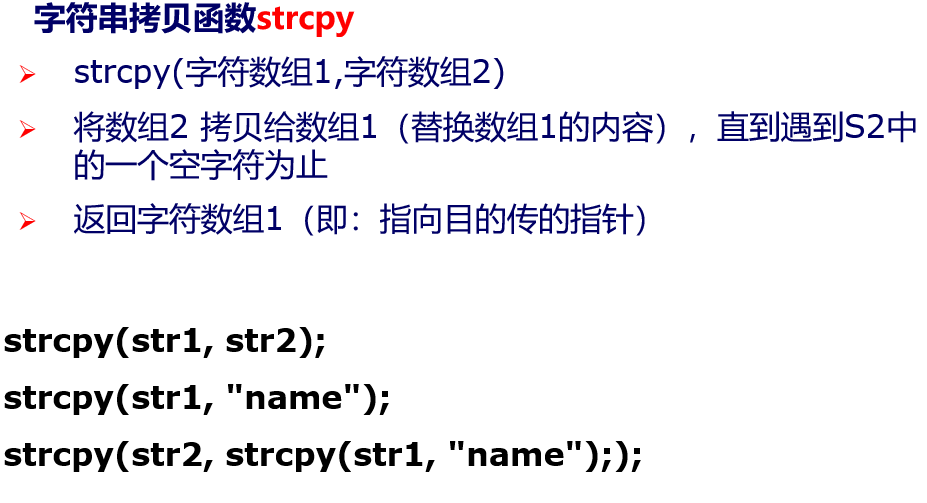 字符串拷贝函数strcpy
strcpy(字符数组1,字符数组2)
将数组2 拷贝给数组1（替换数组1的内容），直到遇到S2中
的一个空字符为止
返回字符数组1（即：指向目的传的指针）
strcpy(str1, str2);
strcpy(str1, "name");
strcpy(str2, strcpy(str1, "name"););